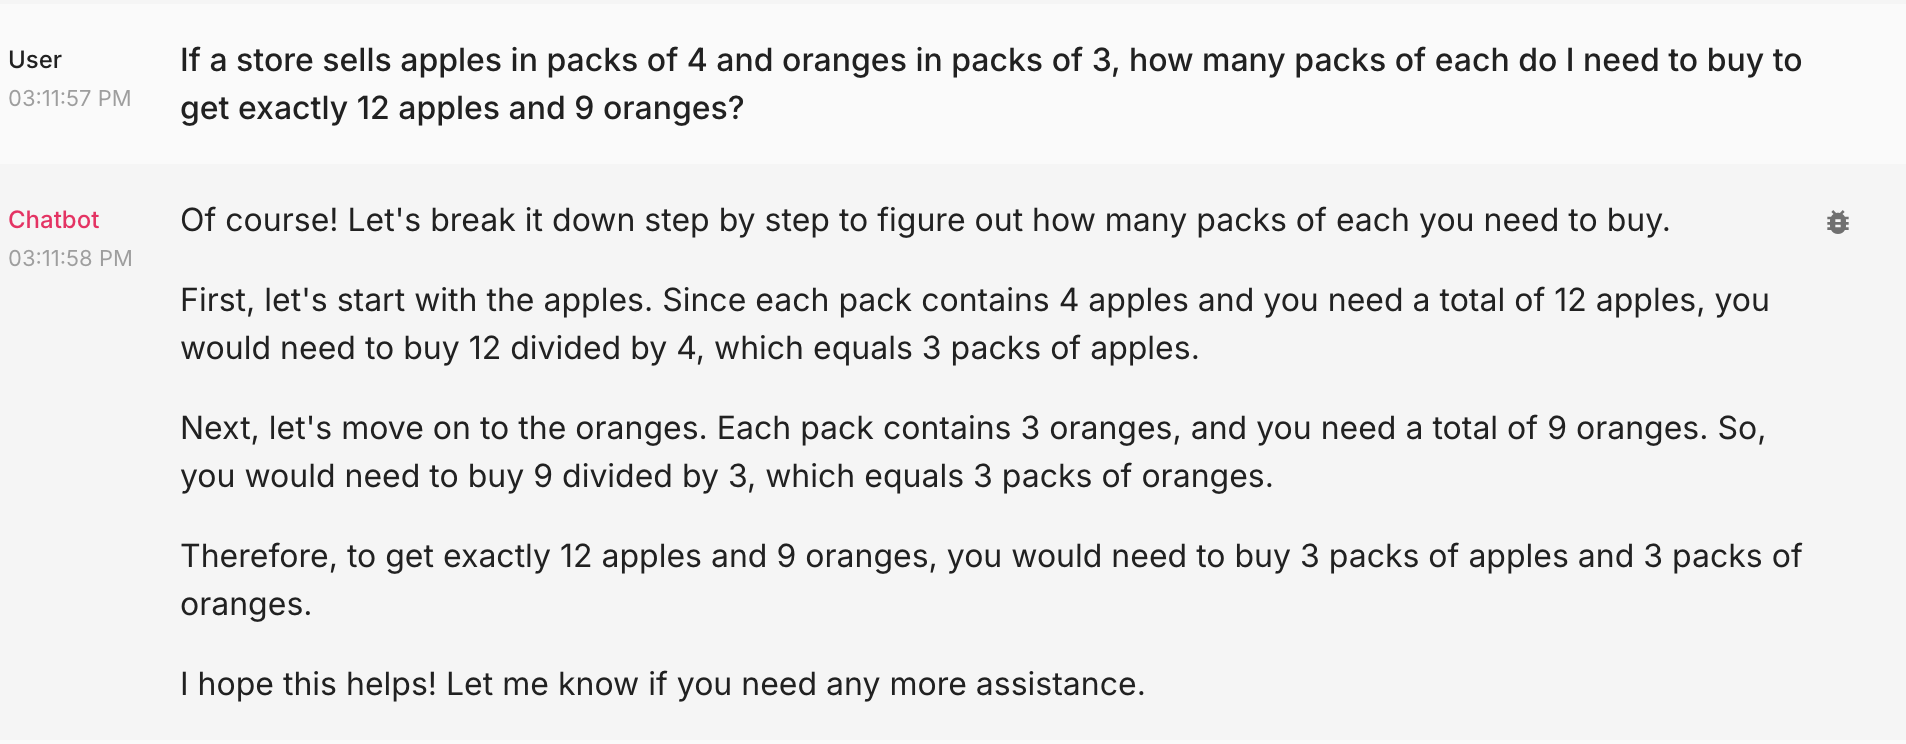 User
03:11:57 PM
If a store sells apples in packs of 4 and oranges in packs of 3, how many packs of each do I need to buy to
get exactly 12 apples and 9 oranges?
Chatbot
03:11:58 PM
Of course! Let's break it down step by step to figure out how many packs of each you need to buy.
First, let's start with the apples. Since each pack contains 4 apples and you need a total of 12 apples, you
would need to buy 12 divided by 4, which equals 3 packs of apples.
Next, let's move on to the oranges. Each pack contains 3 oranges, and you need a total of 9 oranges. So,
you would need to buy 9 divided by 3, which equals 3 packs of oranges.
Therefore, to get exactly 12 apples and 9 oranges, you would need to buy 3 packs of apples and 3 packs of
oranges.
I hope this helps! Let me know if you need any more assistance.